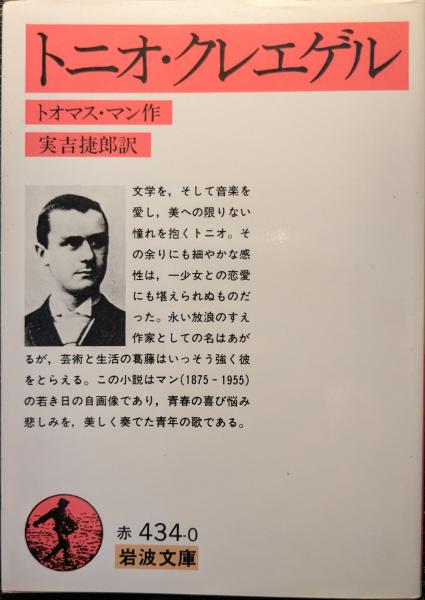 トニオ・クレエゲル
トオマス・マン作
実吉捷郎訳
文学を，そして音楽を
愛し，美への限りない
憧れを抱くトニオ。そ
の余りにも細やかな感
性は，一少女との恋愛
にも堪えられぬものだ
った。永い放浪のすえ
作家としての名はあが
るが，芸術と生活の葛藤はいっそう強く彼
をとらえる。この小説はマン(1875－1955)
の若き日の自画像であり，青春の喜び悩み
悲しみを，美しく奏でた青年の歌である。
赤 434-0
岩波文庫